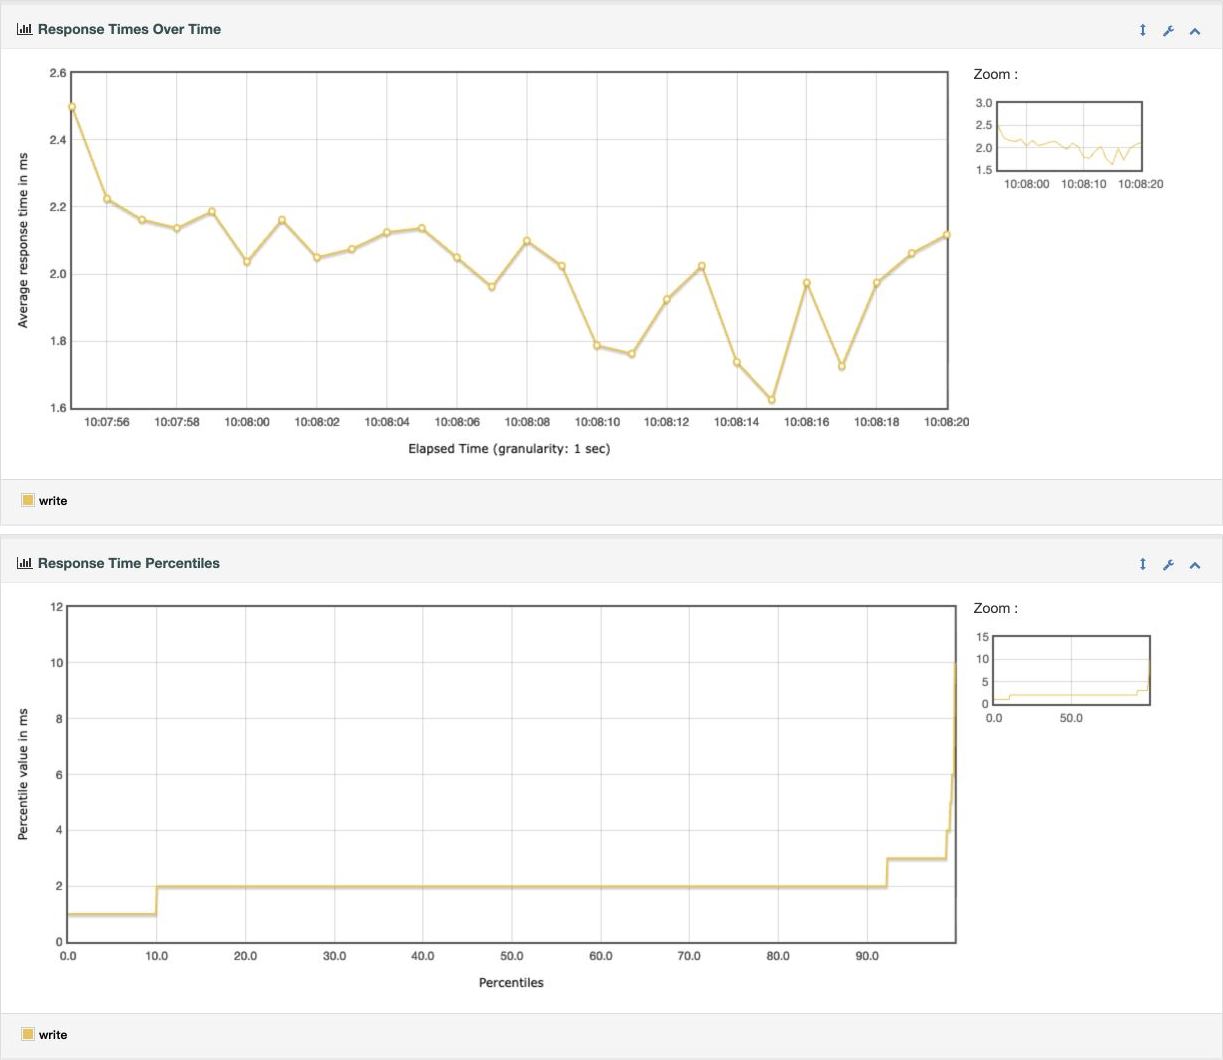 Response Times Over Time
Zoom :
2.6
2.4
2.2
2.0
1.8
1.6
Average response time in ms
10:07:56 10:07:58 10:08:00 10:08:02 10:08:04 10:08:06 10:08:08 10:08:10 10:08:12 10:08:14 10:08:16 10:08:18 10:08:20
Elapsed Time (granularity: 1 sec)
3.0
2.5
2.0
1.5
10:08:00 10:08:10 10:08:20
write
Response Time Percentiles
Zoom :
12
10
8
6
4
2
0
Percentile value in ms
0.0 10.0 20.0 30.0 40.0 50.0 60.0 70.0 80.0 90.0
Percentiles
15
10
5
0
0.0 50.0
write